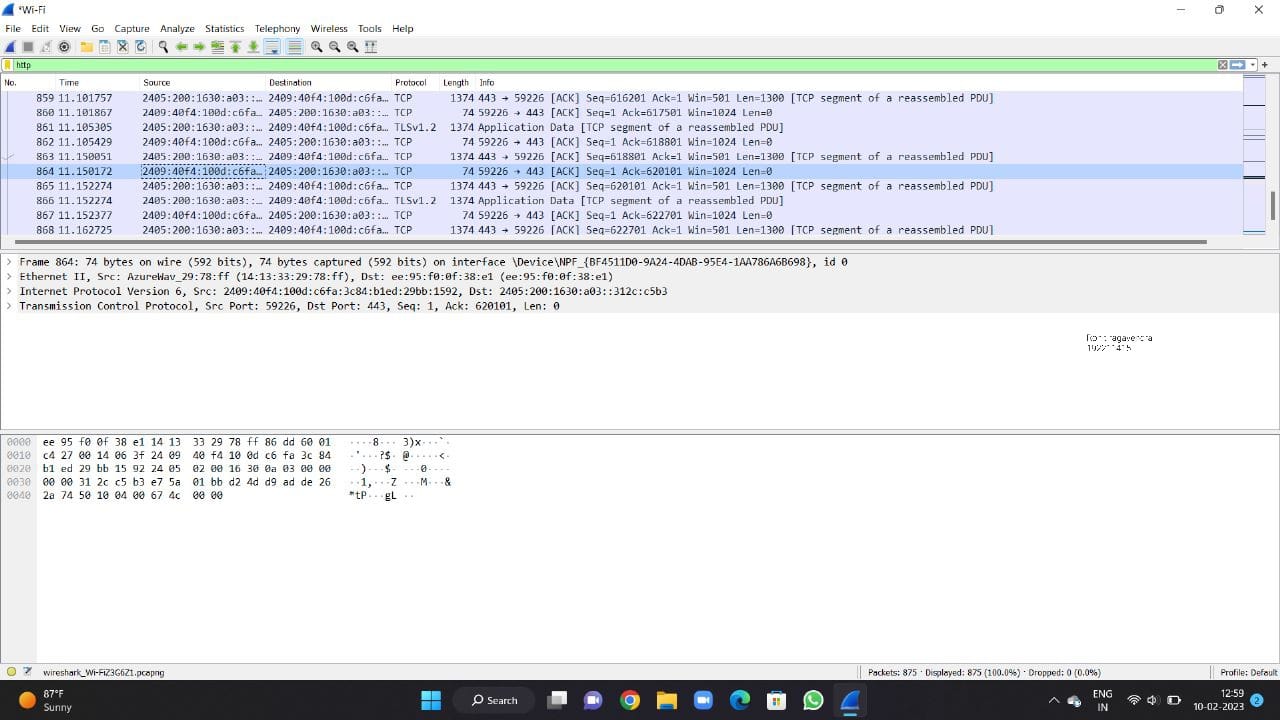 *Wi-Fi
File Edit View Go Capture Analyze Statistics Telephony Wireless Tools Help
http
No. Time Source Destination Protocol Length Info
859 11.101757 2405:200:1630:a03::… 2409:40f4:100d:c6fa… TCP 1374 443 → 59226 [ACK] Seq=616201 Ack=1 Win=501 Len=1300 [TCP segment of a reassembled PDU]
860 11.101867 2409:40f4:100d:c6fa… 2405:200:1630:a03::… TCP 74 59226 → 443 [ACK] Seq=1 Ack=617501 Win=1024 Len=0
861 11.105305 2405:200:1630:a03::… 2409:40f4:100d:c6fa… TLSv1.2 1374 Application Data [TCP segment of a reassembled PDU]
862 11.105429 2409:40f4:100d:c6fa… 2405:200:1630:a03::… TCP 74 59226 → 443 [ACK] Seq=1 Ack=618801 Win=1024 Len=0
863 11.150051 2405:200:1630:a03::… 2409:40f4:100d:c6fa… TCP 1374 443 → 59226 [ACK] Seq=618801 Ack=1 Win=501 Len=1300 [TCP segment of a reassembled PDU]
864 11.150172 2409:40f4:100d:c6fa… 2405:200:1630:a03::… TCP 74 59226 → 443 [ACK] Seq=1 Ack=620101 Win=1024 Len=0
865 11.152274 2405:200:1630:a03::… 2409:40f4:100d:c6fa… TCP 1374 443 → 59226 [ACK] Seq=620101 Ack=1 Win=501 Len=1300 [TCP segment of a reassembled PDU]
866 11.152274 2405:200:1630:a03::… 2409:40f4:100d:c6fa… TLSv1.2 1374 Application Data [TCP segment of a reassembled PDU]
867 11.152377 2409:40f4:100d:c6fa… 2405:200:1630:a03::… TCP 74 59226 → 443 [ACK] Seq=1 Ack=622701 Win=1024 Len=0
868 11.162725 2405:200:1630:a03::… 2409:40f4:100d:c6fa… TCP 1374 443 → 59226 [ACK] Seq=622701 Ack=1 Win=501 Len=1300 [TCP segment of a reassembled PDU]
Frame 864: 74 bytes on wire (592 bits), 74 bytes captured (592 bits) on interface \Device\NPF_{BF4511D0-9A24-4DAB-95E4-1AA786A6B698}, id 0
Ethernet II, Src: AzureWav_29:78:ff (14:13:33:29:78:ff), Dst: ee:95:f0:0f:38:e1 (ee:95:f0:0f:38:e1)
Internet Protocol Version 6, Src: 2409:40f4:100d:c6fa:3c84:b1ed:29bb:1592, Dst: 2405:200:1630:a03::312c:c5b3
Transmission Control Protocol, Src Port: 59226, Dst Port: 443, Seq: 1, Ack: 620101, Len: 0
0000 ee 95 f0 0f 38 e1 14 13 33 29 78 ff 86 dd 60 01 ····8··· 3)x···`·
0010 c4 27 00 14 06 3f 24 09 40 f4 10 0d c6 fa 3c 84 ·'···?$· @·····<·
0020 b1 ed 29 bb 15 92 24 05 02 00 16 30 0a 03 00 00 ··)···$· ···0····
0030 00 00 31 2c c5 b3 e7 5a 01 bb d2 4d d9 ad de 26 ··1,···Z ···M···&
0040 2a 74 50 10 04 00 67 4c 00 00 *tP···gL ··
wireshark_Wi-FiZ3G6Z1.pcapng Packets: 875 · Displayed: 875 (100.0%) · Dropped: 0 (0.0%) Profile: Default
87°F
Sunny
Search
ENG
IN
12:59
10-02-2023
2